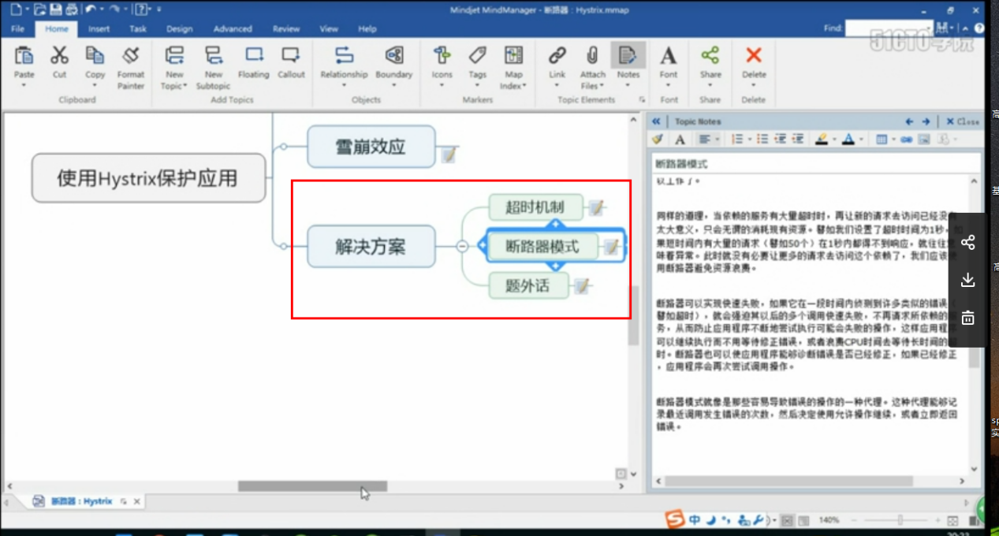 Mindjet MindManager - 断路器：Hystrix.mmap
File Home Insert Task Design Advanced Review View Help Find:
51CTO学院
Paste Cut Copy Format Painter New Topic New Subtopic Floating Callout Relationship Boundary Icons Tags Map Index Link Attach Files Notes Font Share Delete
Clipboard Add Topics Objects Markers Topic Elements Font Share Delete
Topic Notes Close
断路器模式
以工作了。
同样的道理，当依赖的服务有大量超时时，再让新的请求去访问已经没有
太大意义，只会无谓的消耗现有资源。譬如我们设置了超时时间为1秒，如
果短时间内有大量的请求（譬如50个）在1秒内都得不到响应，就往往意
味着异常。此时就没有必要让更多的请求去访问这个依赖了，我们应该使
用断路器避免资源浪费。
断路器可以实现快速失败，如果它在一段时间内侦测到许多类似的错误（
譬如超时），就会强迫其以后的多个调用快速失败，不再请求所依赖的服
务，从而防止应用程序不断地尝试执行可能会失败的操作，这样应用程序
可以继续执行而不用等待修正错误，或者浪费CPU时间去等待长时间的超
时。断路器也可以使应用程序能够诊断错误是否已经修正，如果已经修正
，应用程序会再次尝试调用操作。
断路器模式就像是那些容易导致错误的操作的一种代理。这种代理能够记
录最近调用发生错误的次数，然后决定使用允许操作继续，或者立即返回
错误。
雪崩效应
使用Hystrix保护应用
超时机制
解决方案
断路器模式
题外话
断路器：Hystrix
中
140%
20:23